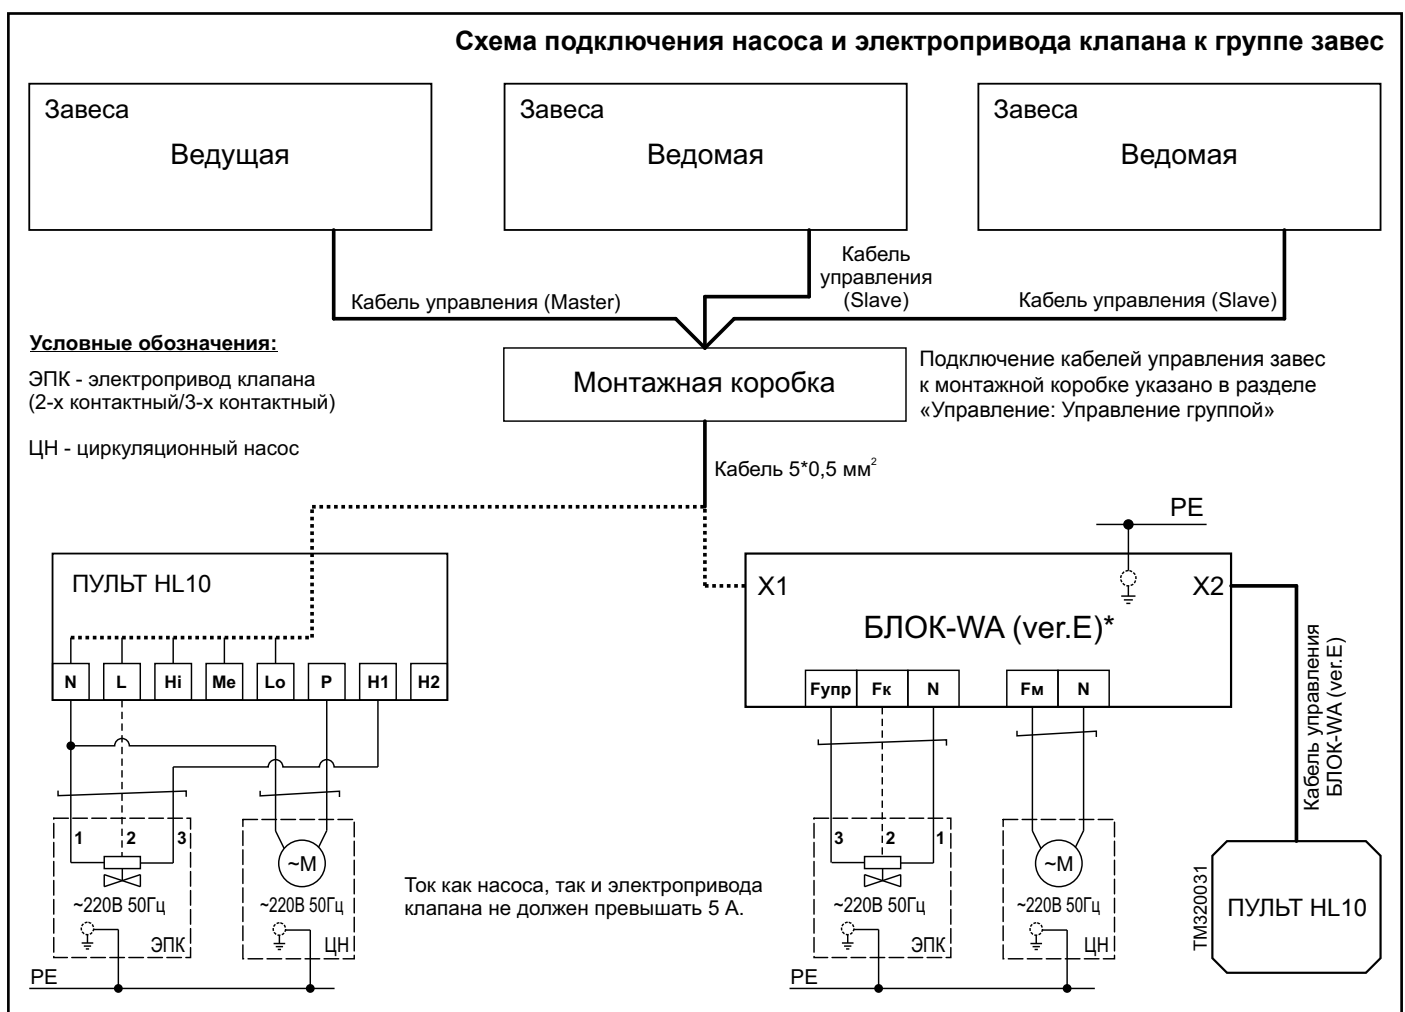 Схема подключения насоса и электропривода клапана к группе завес
Завеса
Ведущая
Завеса
Ведомая
Завеса
Ведомая
Кабель управления (Master)
Кабель
управления
(Slave)
Кабель управления (Slave)
Условные обозначения:
ЭПК - электропривод клапана
(2-х контактный/3-х контактный)
ЦН - циркуляционный насос
Монтажная коробка
Подключение кабелей управления завес
к монтажной коробке указано в разделе
«Управление: Управление группой»
Кабель 5*0,5 мм²
ПУЛЬТ HL10
N L Hi Me Lo P H1 H2
1 2 3
~220В 50Гц
ЭПК
~М
~220В 50Гц
ЦН
PE
Ток как насоса, так и электропривода
клапана не должен превышать 5 А.
PE
X1
X2
БЛОК-WA (ver.E)*
Fупр Fк N
Fм N
3 2 1
~220В 50Гц
ЭПК
~М
~220В 50Гц
ЦН
PE
Кабель управления
БЛОК-WA (ver.E)
ТМ320031
ПУЛЬТ HL10